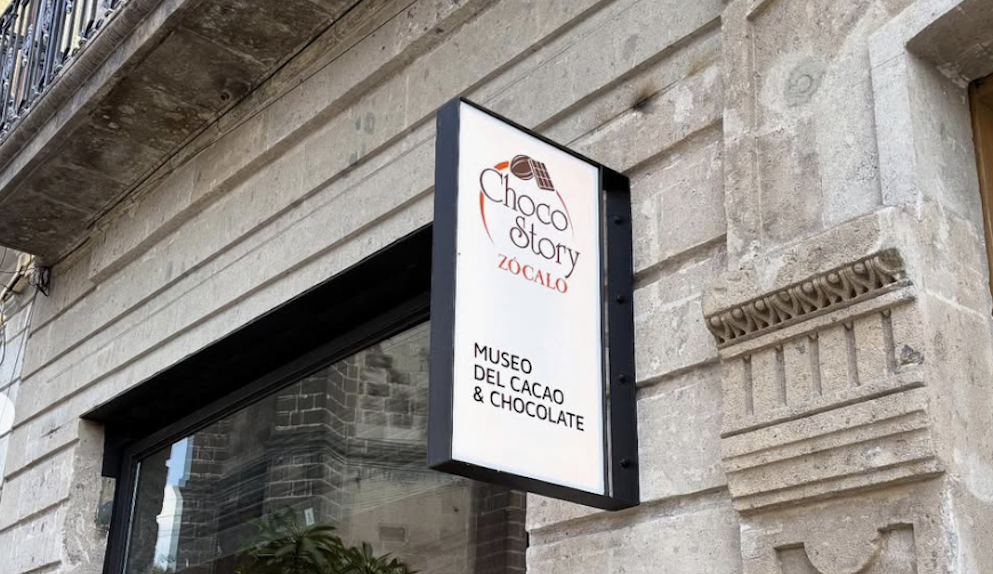 Choco
Story
ZÓCALO
MUSEO
DEL CACAO
& CHOCOLATE